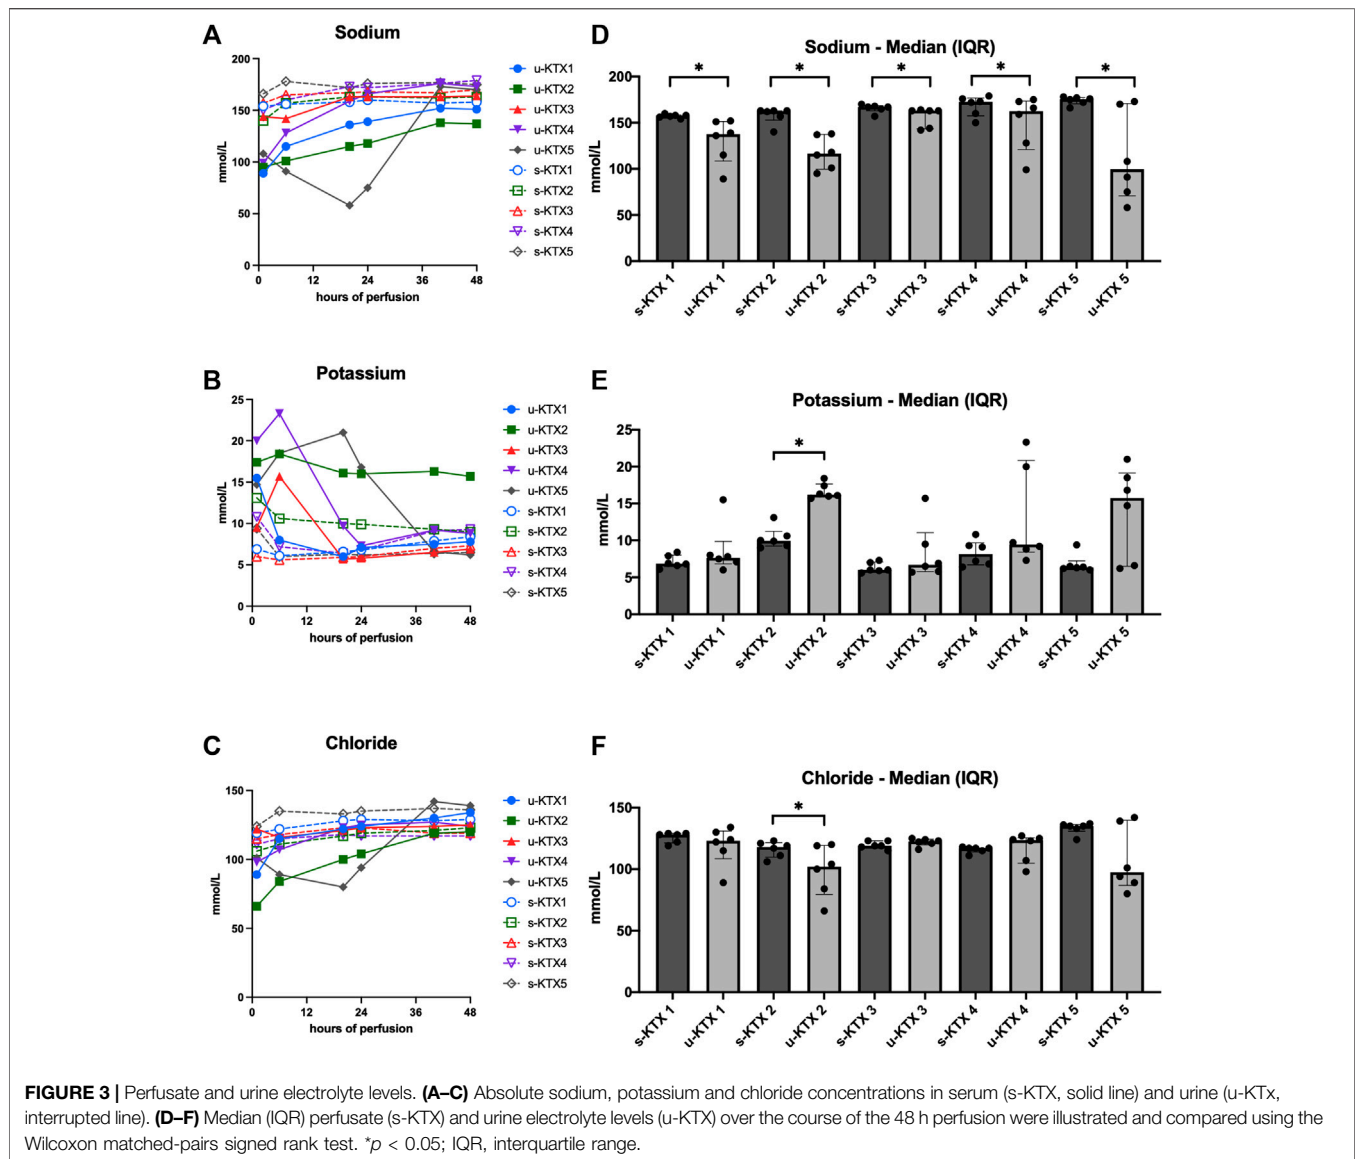 A
Sodium
200
150
100
50
0
mmol/L
0 12 24 36 48
hours of perfusion
u-KTX1
u-KTX2
u-KTX3
u-KTX4
u-KTX5
s-KTX1
s-KTX2
s-KTX3
s-KTX4
s-KTX5
D
Sodium - Median (IQR)
* * * * *
200
150
100
50
0
mmol/L
s-KTX 1
u-KTX 1
s-KTX 2
u-KTX 2
s-KTX 3
u-KTX 3
s-KTX 4
u-KTX 4
s-KTX 5
u-KTX 5
B
Potassium
25
20
15
10
5
0
mmol/L
0 12 24 36 48
hours of perfusion
u-KTX1
u-KTX2
u-KTX3
u-KTX4
u-KTX5
s-KTX1
s-KTX2
s-KTX3
s-KTX4
s-KTX5
E
Potassium - Median (IQR)
*
25
20
15
10
5
0
mmol/L
s-KTX 1
u-KTX 1
s-KTX 2
u-KTX 2
s-KTX 3
u-KTX 3
s-KTX 4
u-KTX 4
s-KTX 5
u-KTX 5
C
Chloride
150
100
50
0
mmol/L
0 12 24 36 48
hours of perfusion
u-KTX1
u-KTX2
u-KTX3
u-KTX4
u-KTX5
s-KTX1
s-KTX2
s-KTX3
s-KTX4
s-KTX5
F
Chloride - Median (IQR)
*
150
100
50
0
mmol/L
s-KTX 1
u-KTX 1
s-KTX 2
u-KTX 2
s-KTX 3
u-KTX 3
s-KTX 4
u-KTX 4
s-KTX 5
u-KTX 5
FIGURE 3 | Perfusate and urine electrolyte levels. (A–C) Absolute sodium, potassium and chloride concentrations in serum (s-KTX, solid line) and urine (u-KTx,
interrupted line). (D–F) Median (IQR) perfusate (s-KTX) and urine electrolyte levels (u-KTX) over the course of the 48 h perfusion were illustrated and compared using the
Wilcoxon matched-pairs signed rank test. *p < 0.05; IQR, interquartile range.